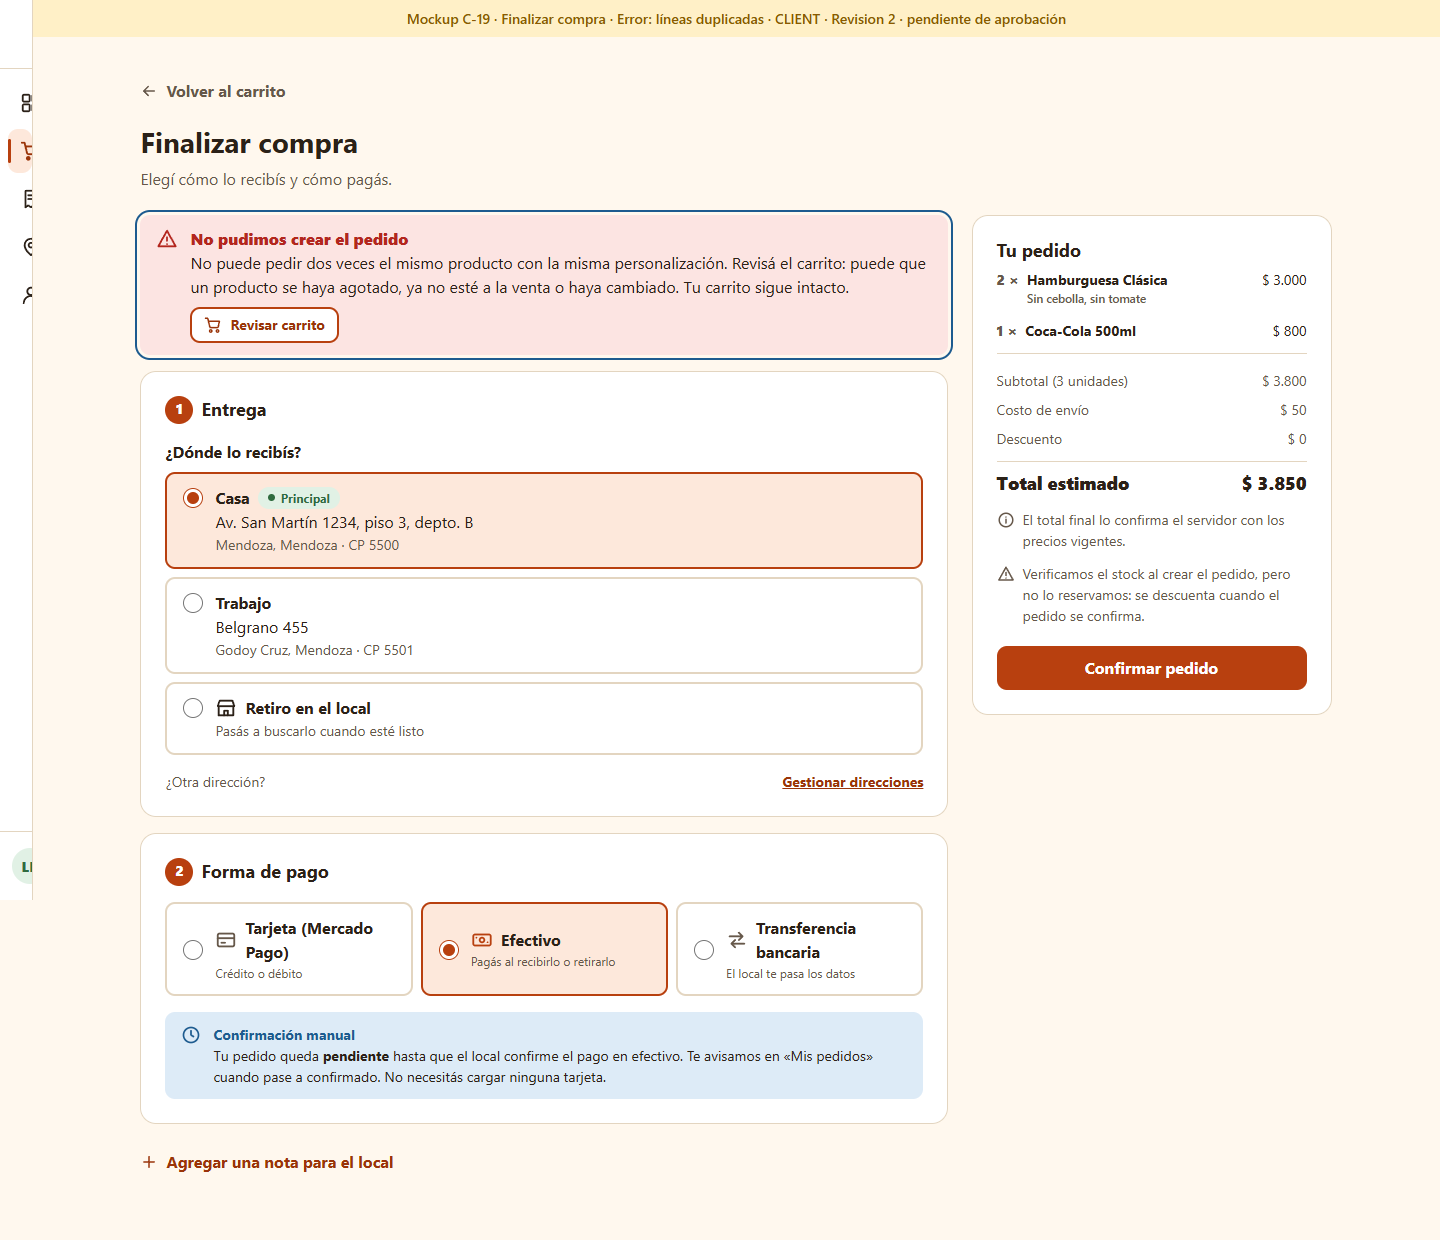 Mockup C-19 · Finalizar compra · Error: líneas duplicadas · CLIENT · Revision 2 · pendiente de aprobación
Volver al carrito
Finalizar compra
Elegí cómo lo recibís y cómo pagás.
No pudimos crear el pedido
No puede pedir dos veces el mismo producto con la misma personalización. Revisá el carrito: puede que
un producto se haya agotado, ya no esté a la venta o haya cambiado. Tu carrito sigue intacto.
Revisar carrito
1 Entrega
¿Dónde lo recibís?
Casa Principal
Av. San Martín 1234, piso 3, depto. B
Mendoza, Mendoza · CP 5500
Trabajo
Belgrano 455
Godoy Cruz, Mendoza · CP 5501
Retiro en el local
Pasás a buscarlo cuando esté listo
¿Otra dirección? Gestionar direcciones
2 Forma de pago
Tarjeta (Mercado
Pago)
Crédito o débito
Efectivo
Pagás al recibirlo o retirarlo
Transferencia
bancaria
El local te pasa los datos
Confirmación manual
Tu pedido queda pendiente hasta que el local confirme el pago en efectivo. Te avisamos en «Mis pedidos»
cuando pase a confirmado. No necesitás cargar ninguna tarjeta.
Agregar una nota para el local
Tu pedido
2 × Hamburguesa Clásica $ 3.000
Sin cebolla, sin tomate
1 × Coca-Cola 500ml $ 800
Subtotal (3 unidades) $ 3.800
Costo de envío $ 50
Descuento $ 0
Total estimado $ 3.850
El total final lo confirma el servidor con los
precios vigentes.
Verificamos el stock al crear el pedido, pero
no lo reservamos: se descuenta cuando el
pedido se confirma.
Confirmar pedido